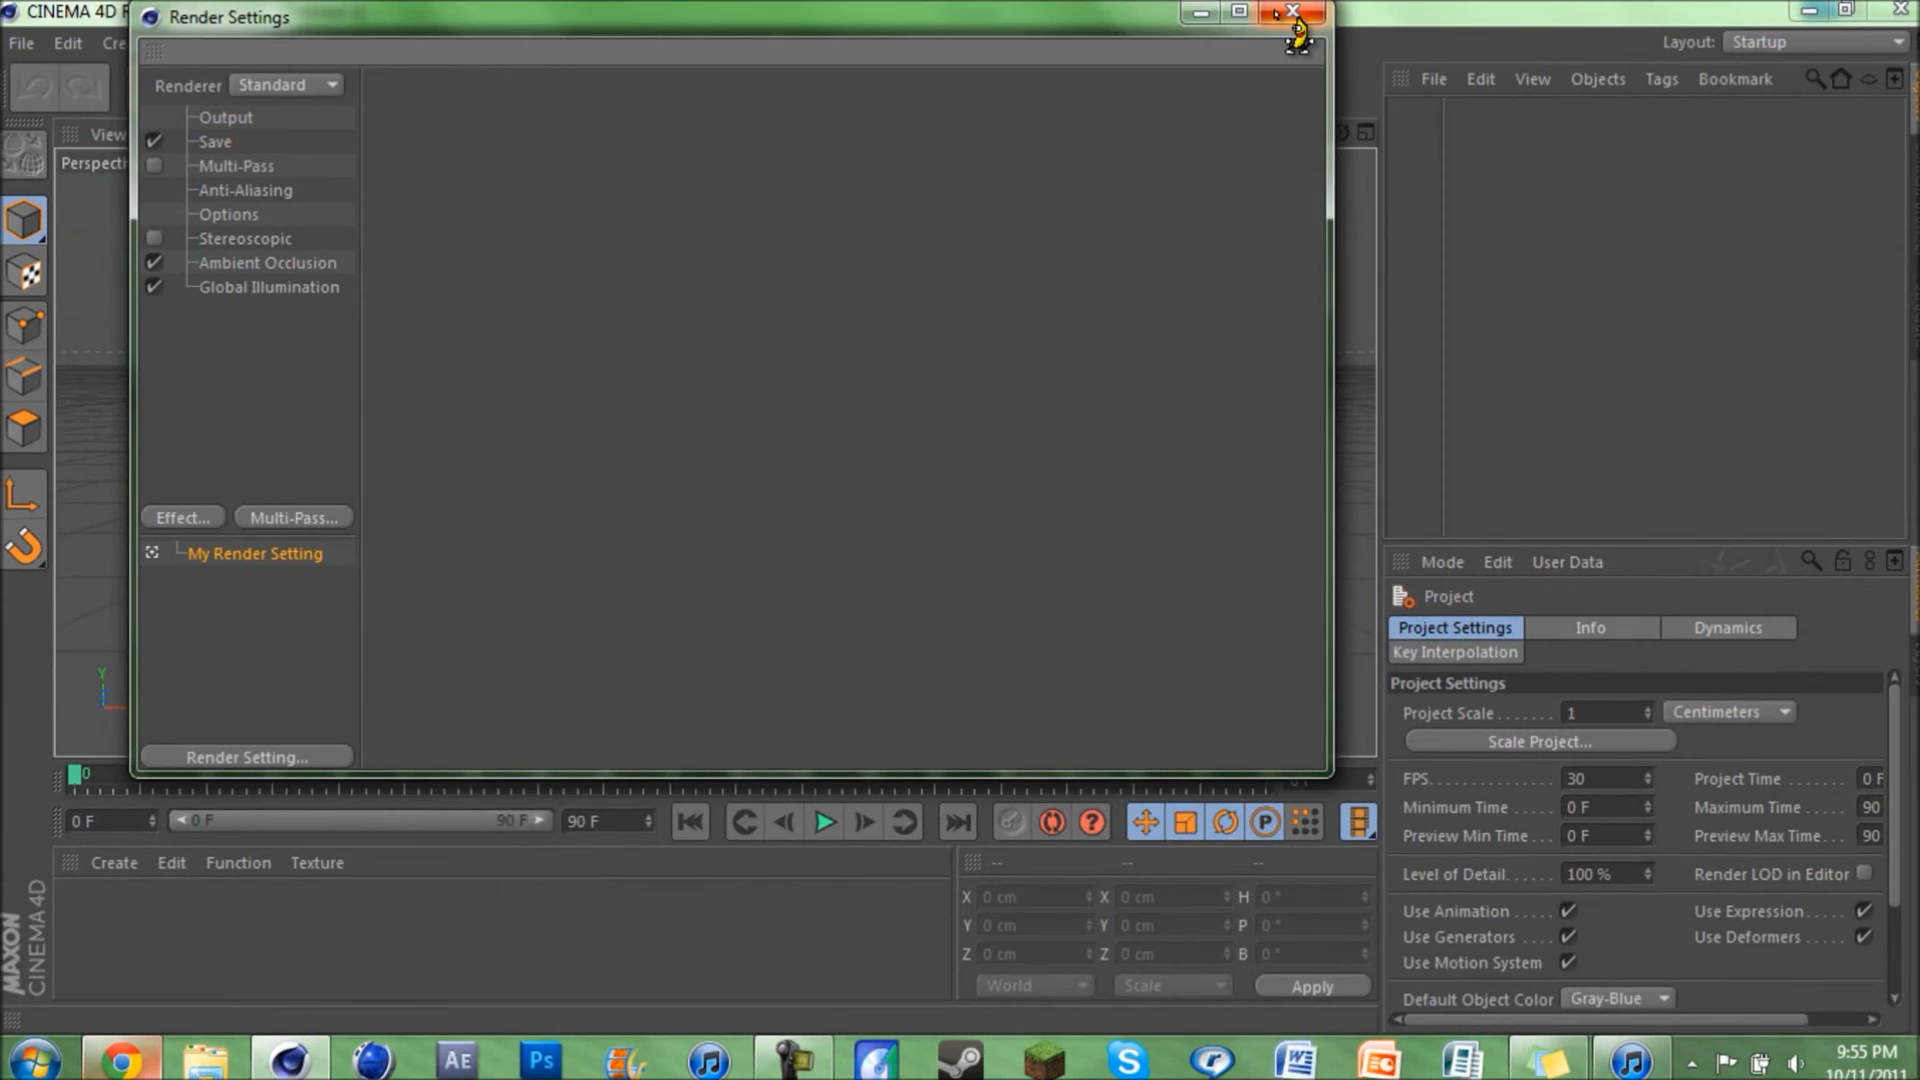 CINEMA 4D R
Render Settings
File Edit Cre
Layout: Startup
Renderer Standard
File Edit View Objects Tags Bookmark
Output
View
Save
Perspecti
Multi-Pass
Anti-Aliasing
Options
Stereoscopic
Ambient Occlusion
Global Illumination
Effect... Multi-Pass...
My Render Setting
Mode Edit User Data
Project
Project Settings Info Dynamics
Key Interpolation
Project Settings
Project Scale 1 Centimeters
Scale Project...
Y
Render Setting...
0
FPS 30 Project Time 0 F
Minimum Time 0 F Maximum Time 90
Preview Min Time 0 F Preview Max Time 90
0 F 0 F 90 F 90 F
P
Create Edit Function Texture
-- -- --
Level of Detail 100 % Render LOD in Editor
X 0 cm X 0 cm H 0 °
Use Animation Use Expression
Y 0 cm Y 0 cm P 0 °
Use Generators Use Deformers
Z 0 cm Z 0 cm B 0 °
Use Motion System
World Scale Apply
Default Object Color Gray-Blue
MAXON
CINEMA 4D
AE Ps
9:55 PM
10/11/2011